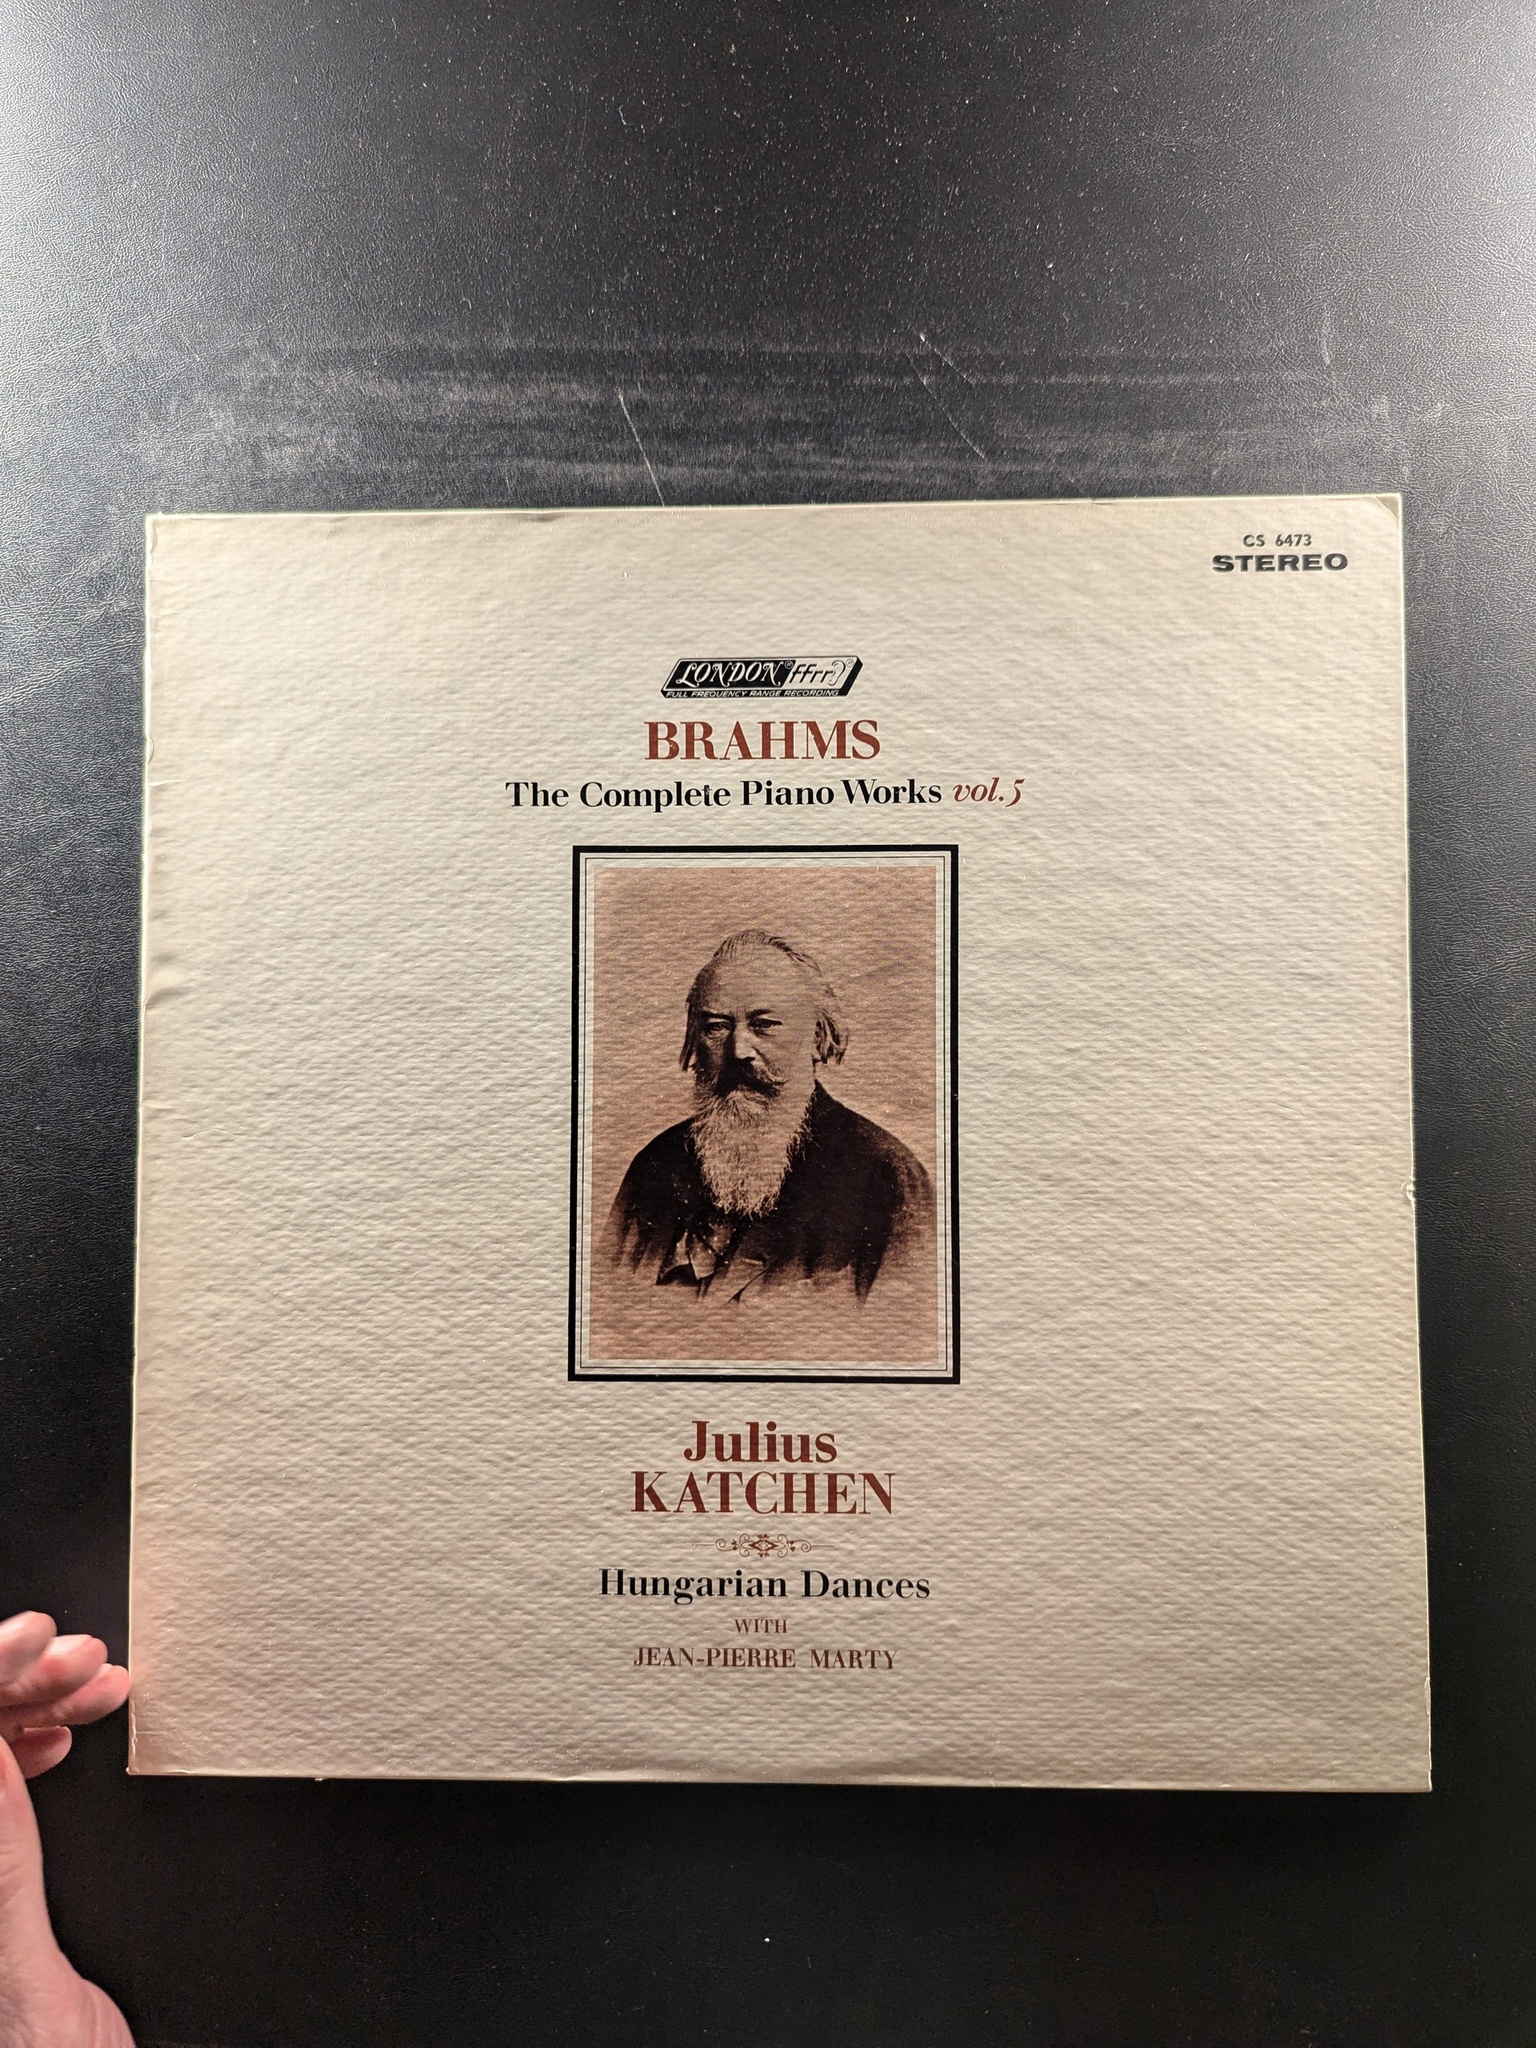 CS 6473
STEREO
LONDON® ffrr®
FULL FREQUENCY RANGE RECORDING
BRAHMS
The Complete Piano Works vol.5
Julius
KATCHEN
Hungarian Dances
WITH
JEAN-PIERRE MARTY